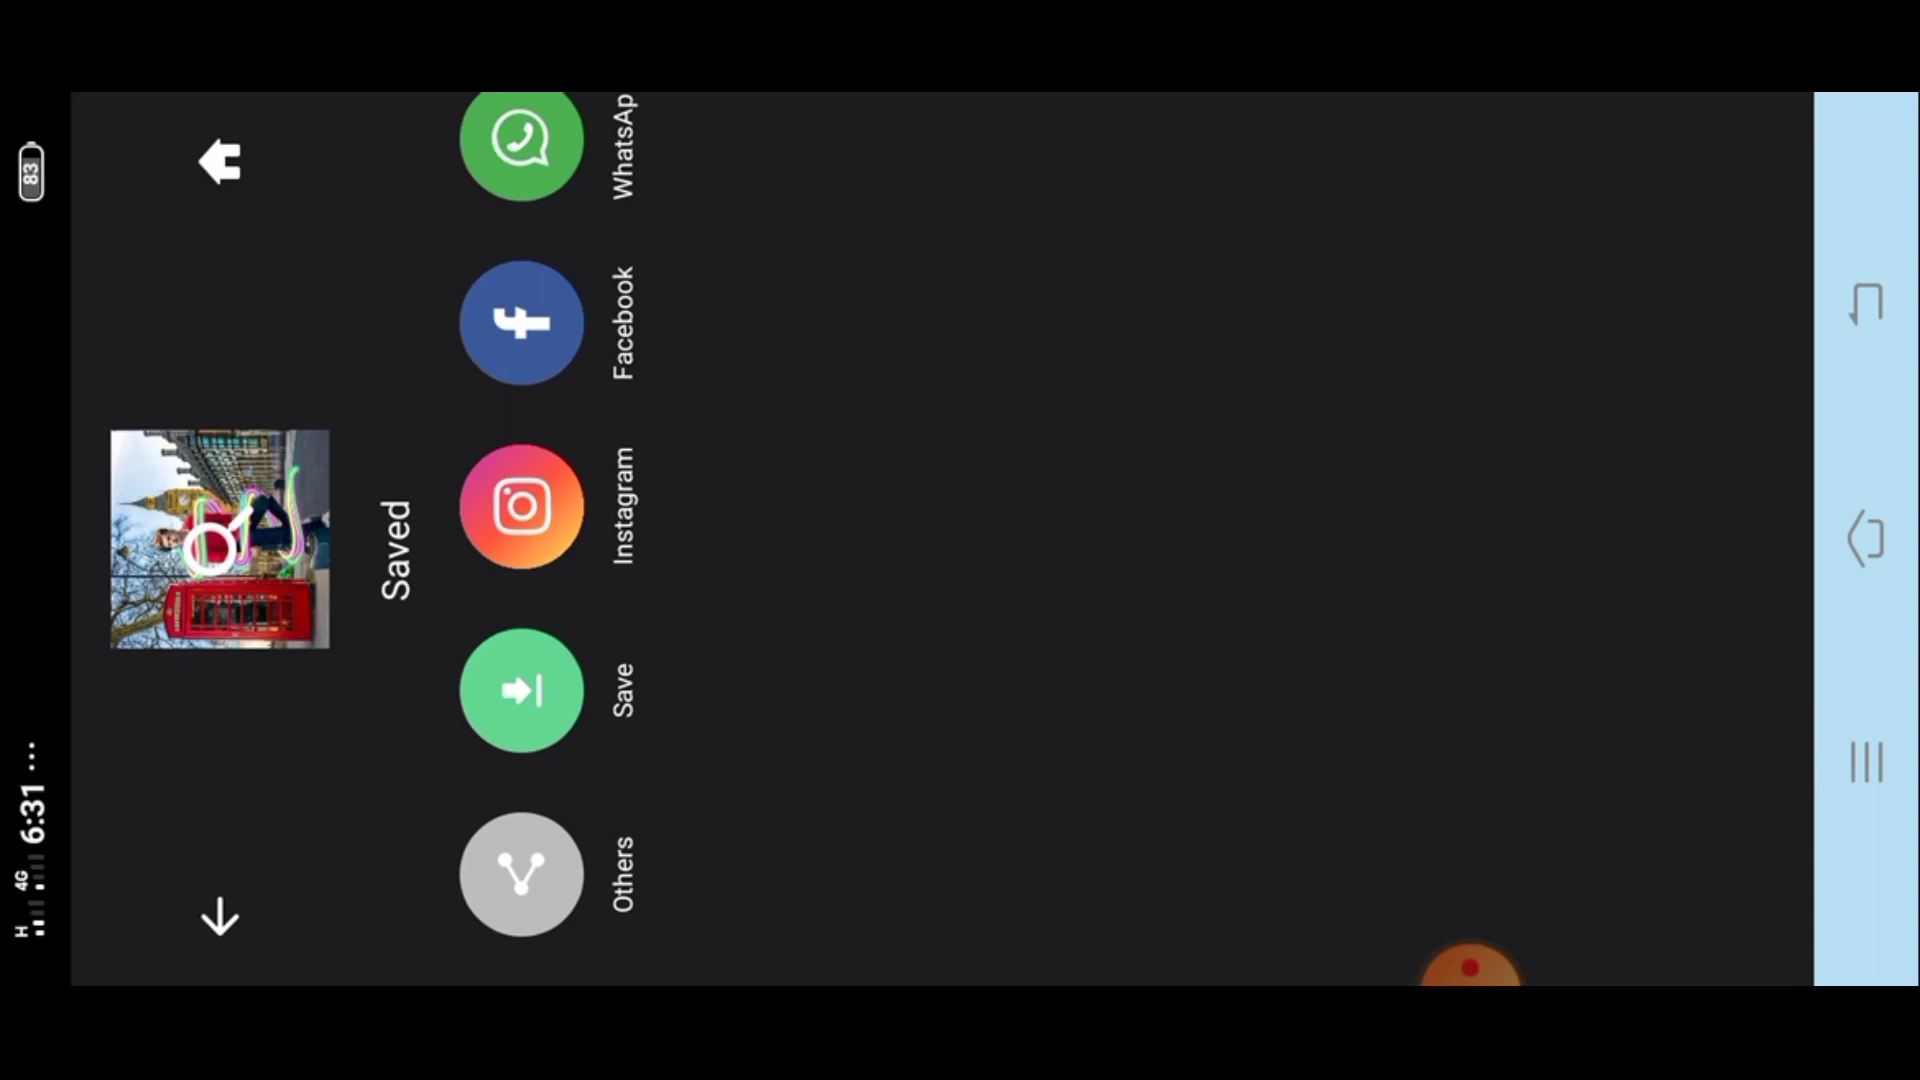 H 4G 6:31 ...
83
Saved
Others
Save
Instagram
Facebook
WhatsAp